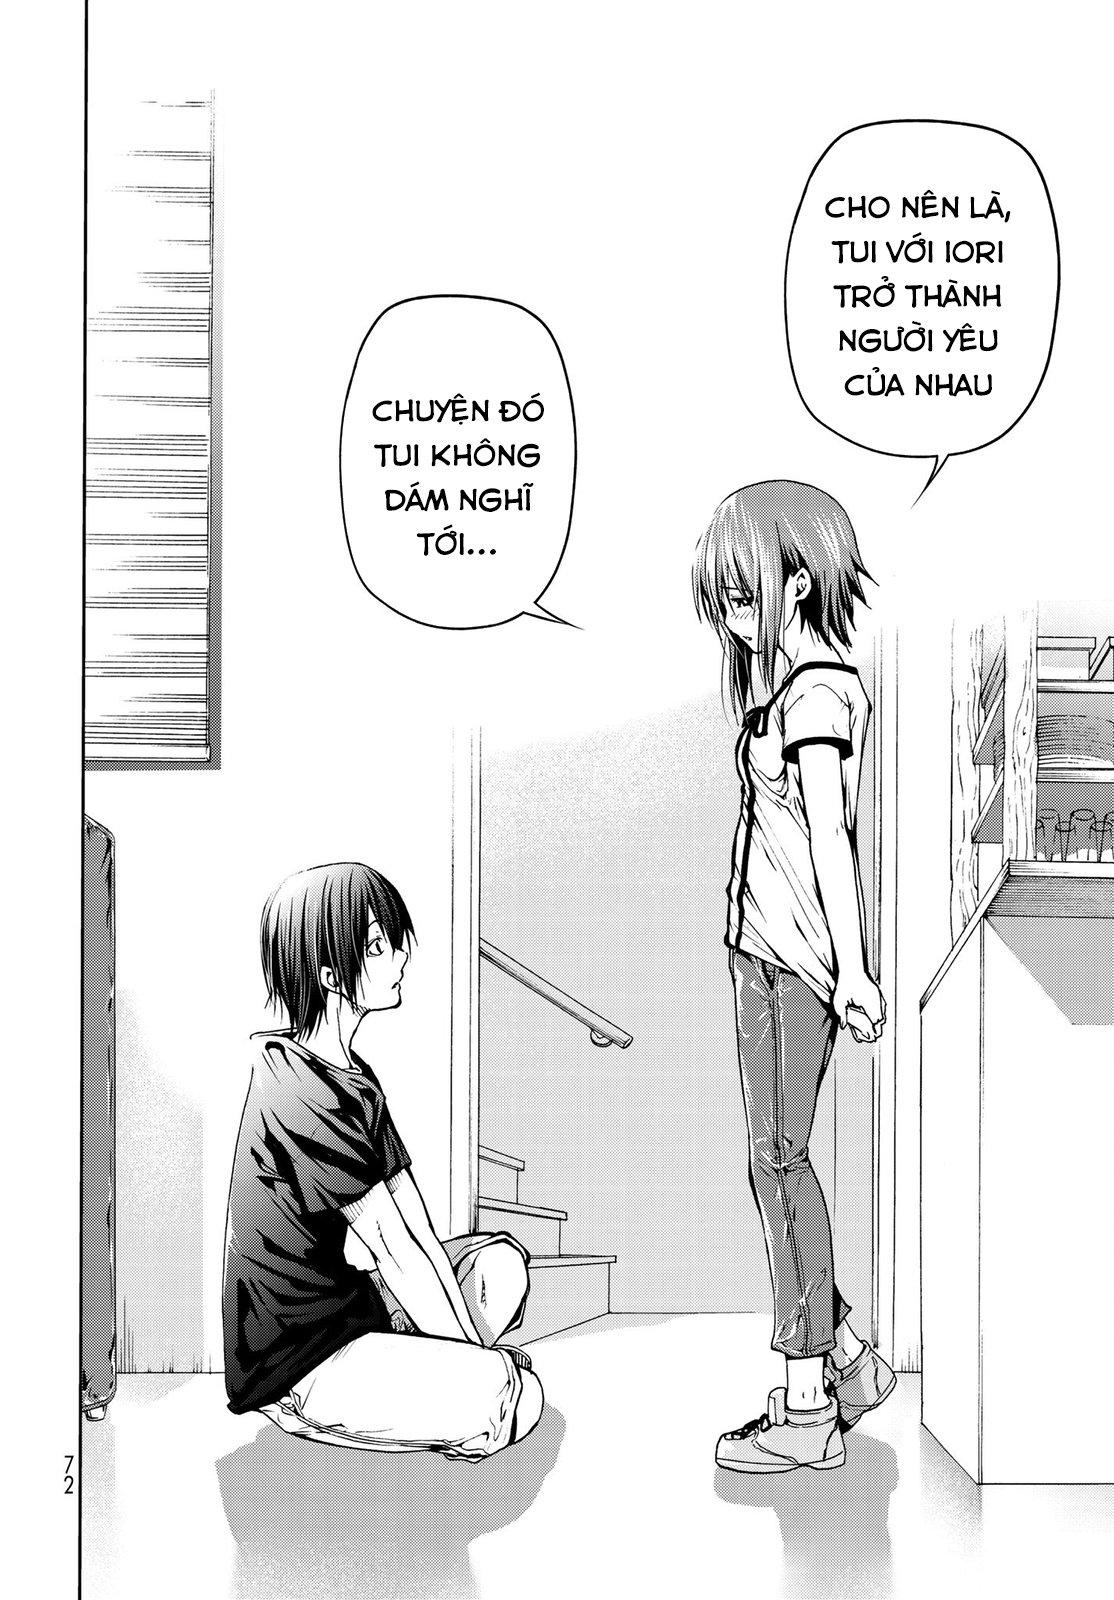 CHO NÊN LÀ,
TUI VỚI IORI
TRỞ THÀNH
NGƯỜI YÊU
CỦA NHAU
CHUYỆN ĐÓ
TUI KHÔNG
DÁM NGHĨ
TỚI...
72